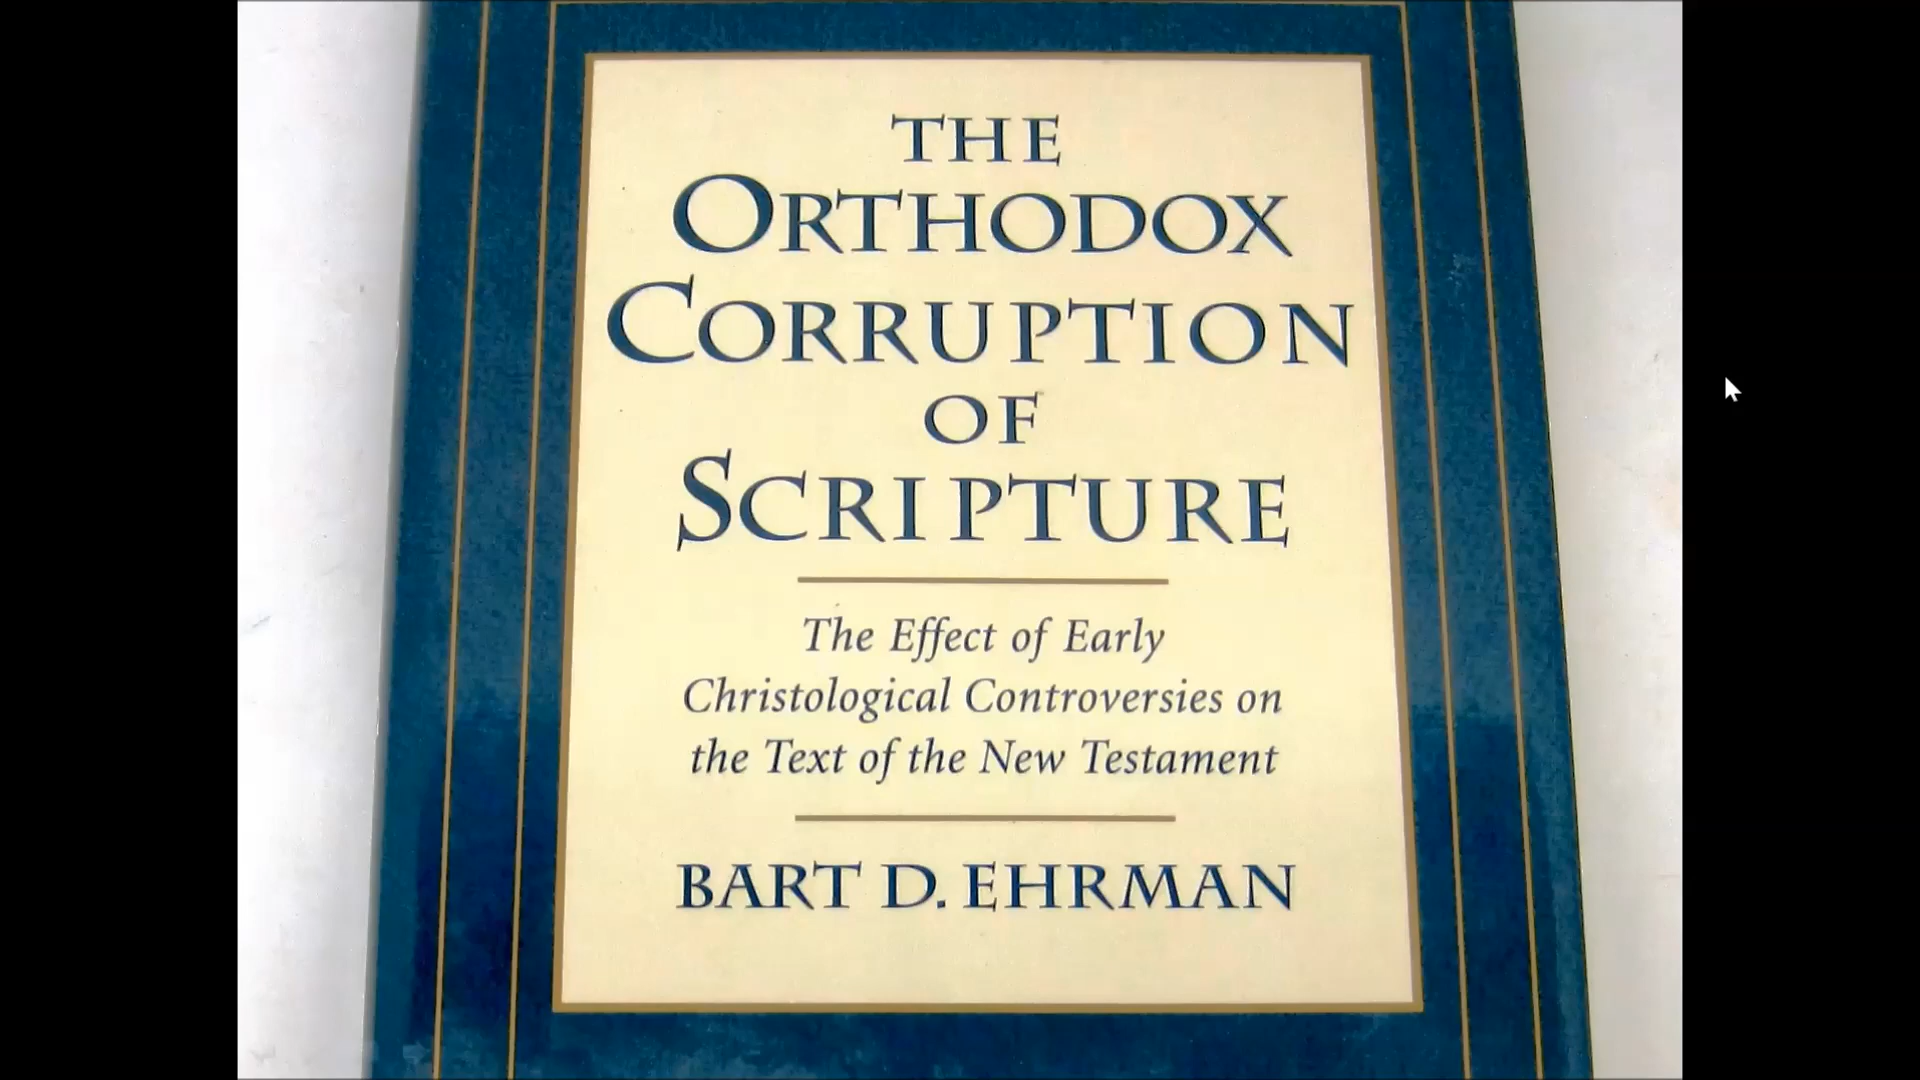 THE
ORTHODOX
CORRUPTION
OF
SCRIPTURE
The Effect of Early
Christological Controversies on
the Text of the New Testament
BART D. EHRMAN